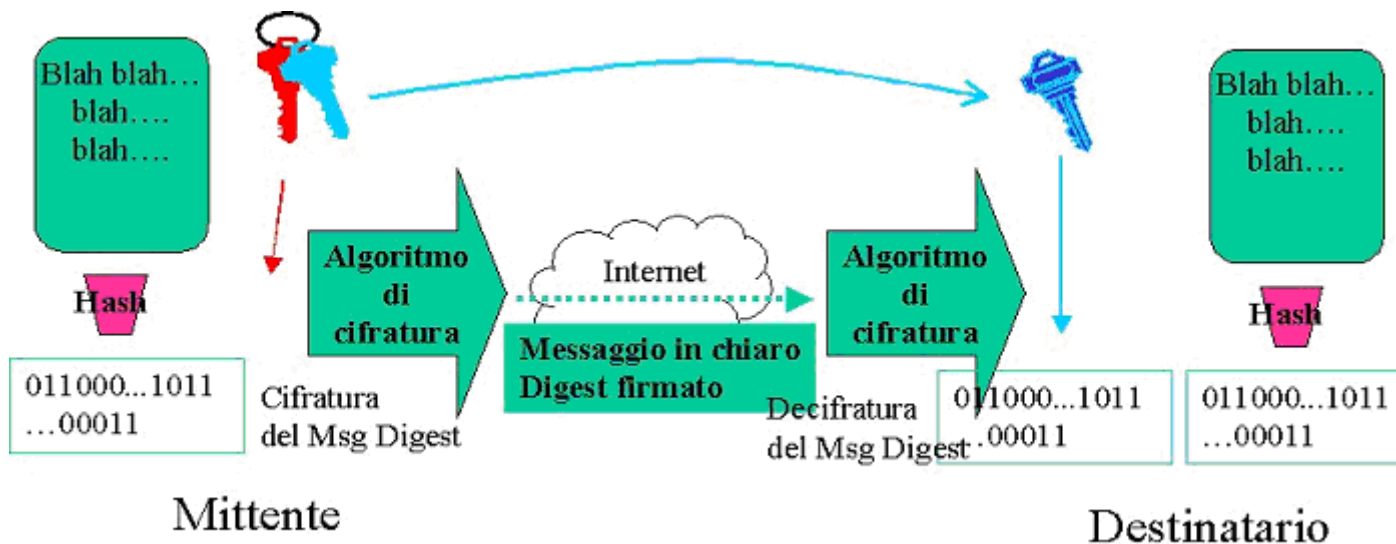 Blah blah…
blah….
blah….
Hash
011000...1011
…00011
Mittente
Algoritmo
di
cifratura
Cifratura
del Msg Digest
Internet
Messaggio in chiaro
Digest firmato
Algoritmo
di
cifratura
Decifratura
del Msg Digest
011000...1011
…00011
Blah blah…
blah….
blah….
Hash
011000...1011
…00011
Destinatario